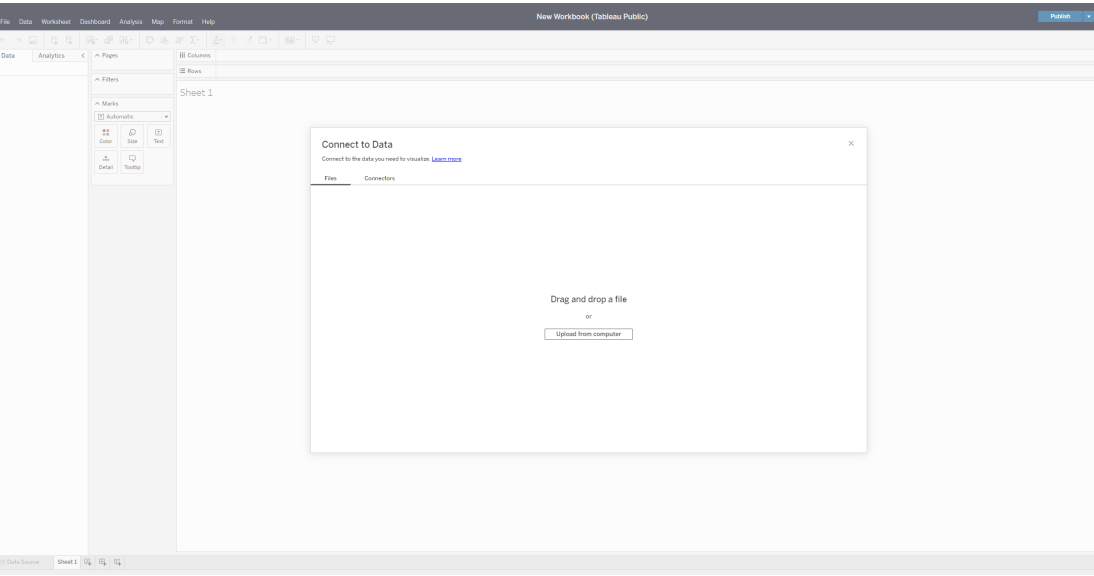 New Workbook (Tableau Public)
Publish
File Data Worksheet Dashboard Analysis Map Format Help
Data Analytics
Pages
Columns
Rows
Filters
Sheet 1
Marks
Automatic
Color Size Text
Detail Tooltip
Connect to Data
Connect to the data you need to visualize. Learn more
Files Connectors
Drag and drop a file
or
Upload from computer
Data Source Sheet 1